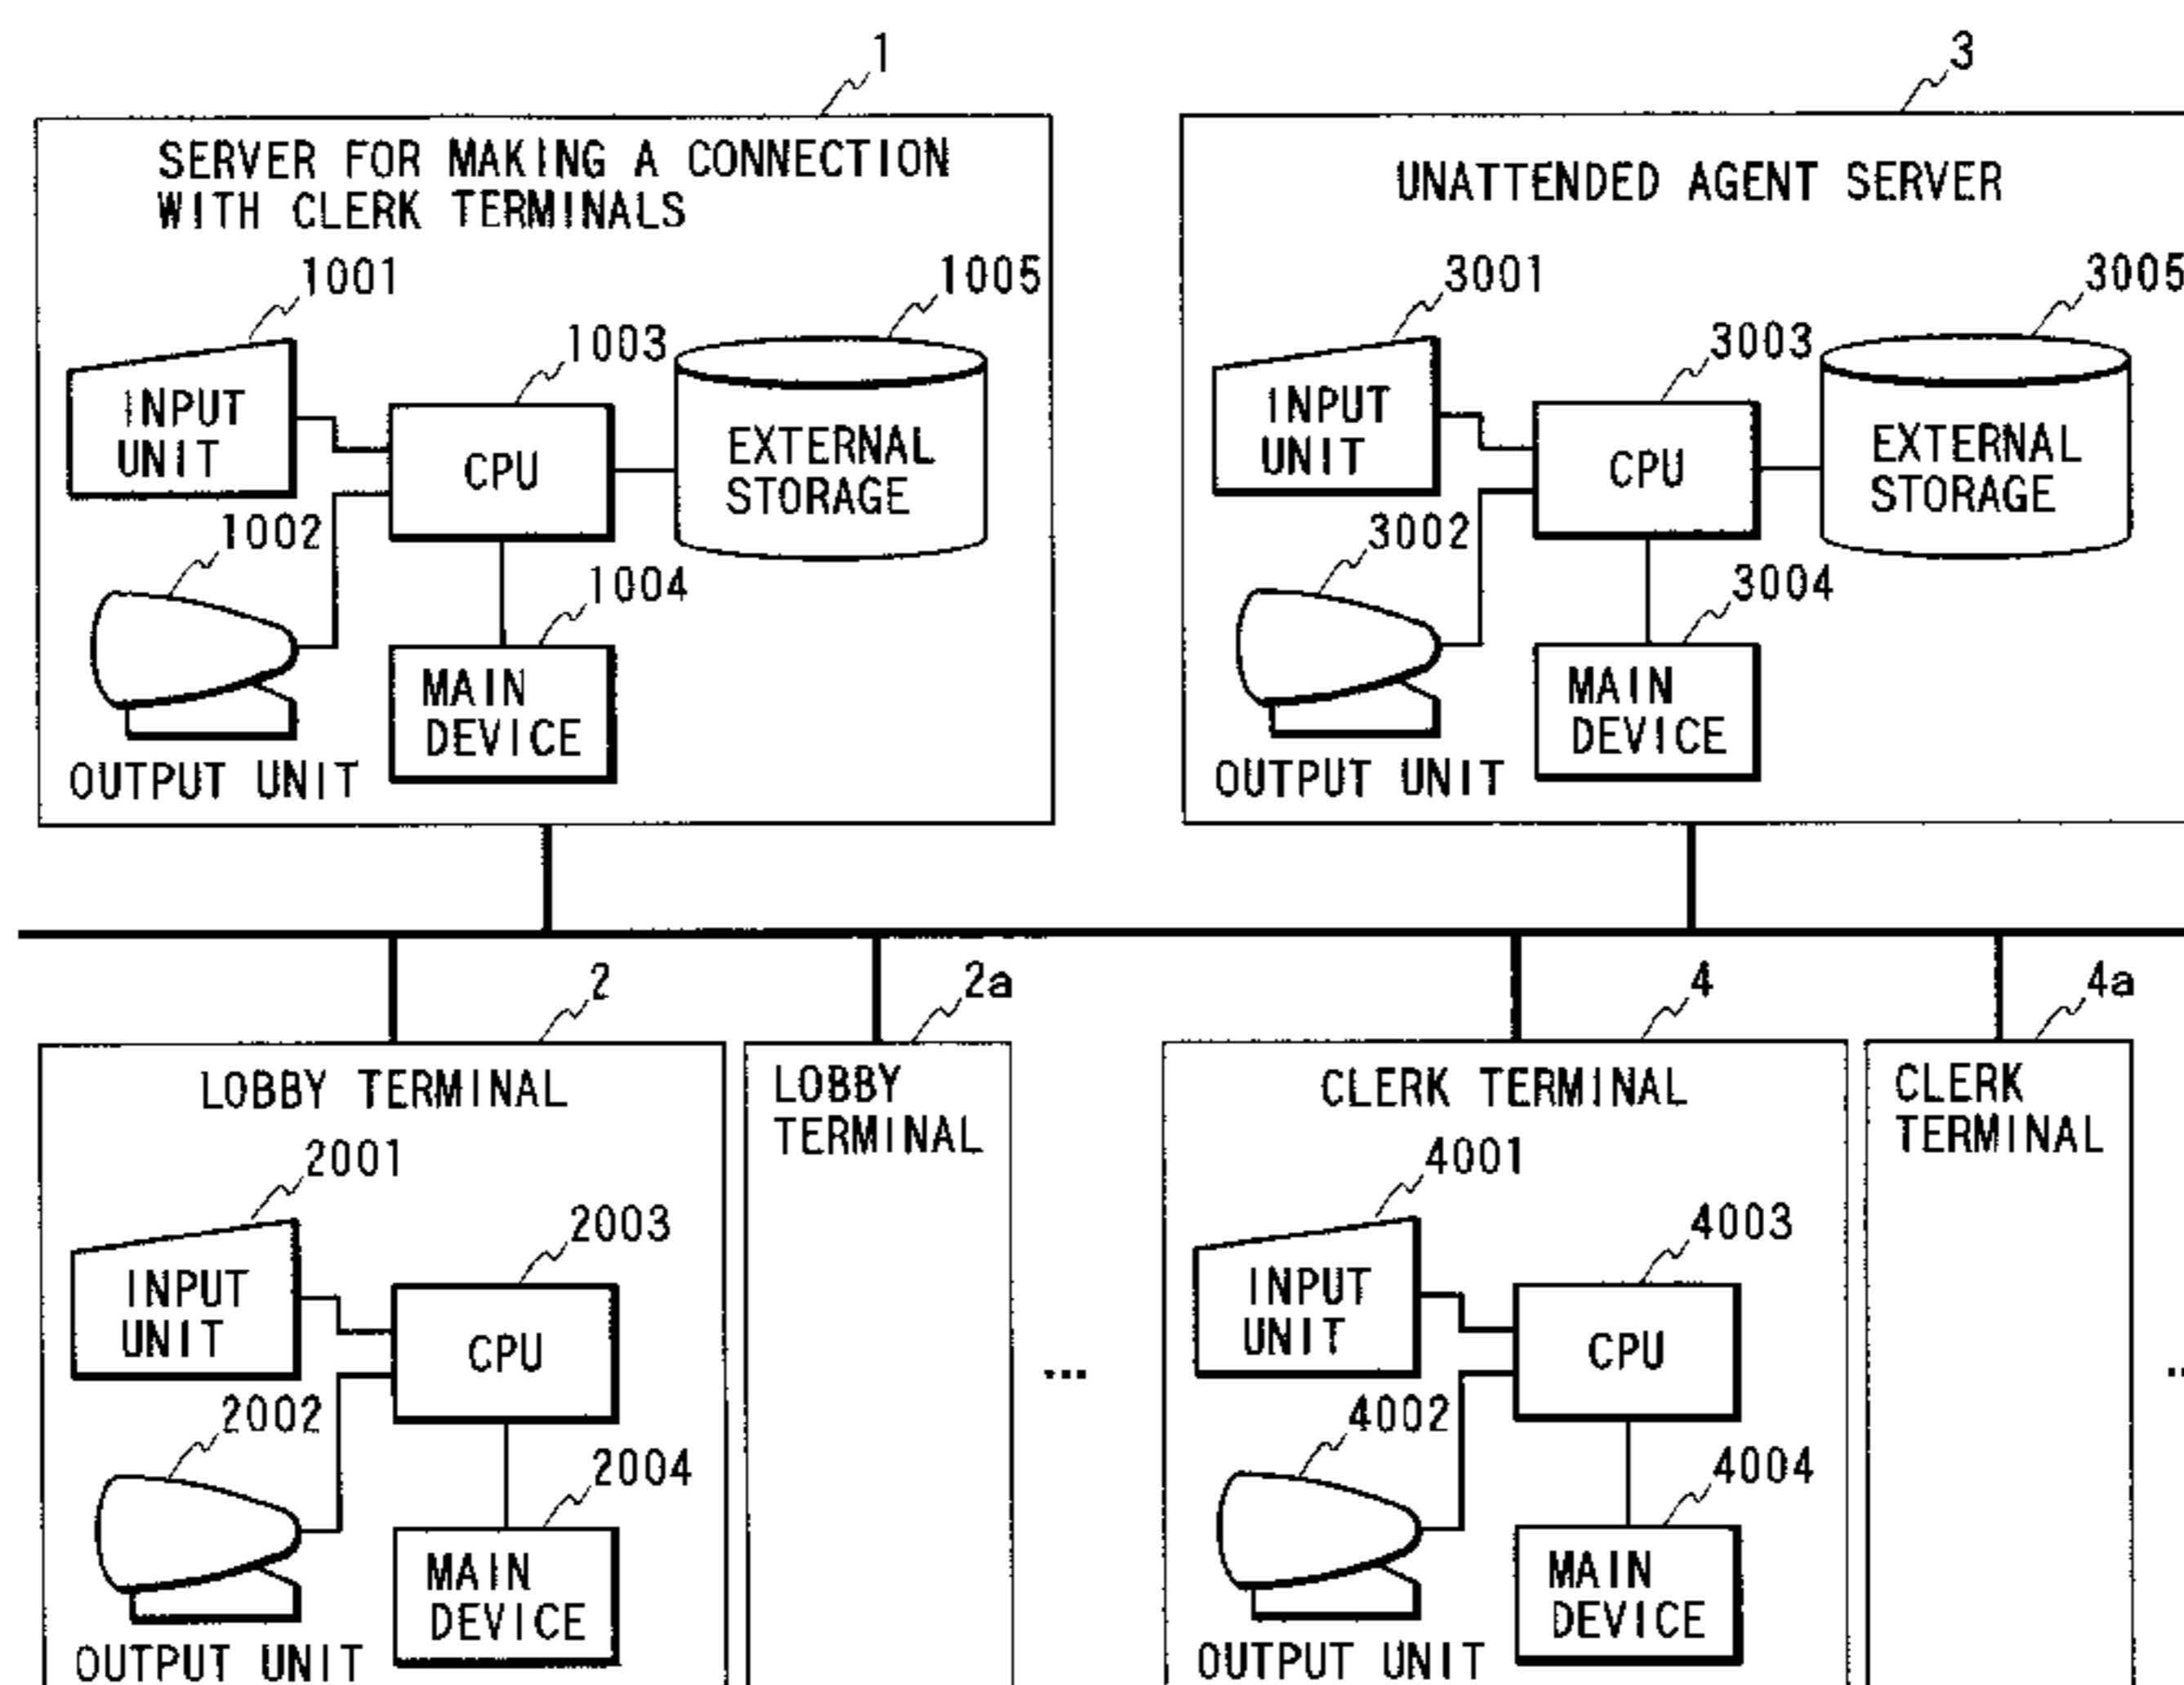 1
3
SERVER FOR MAKING A CONNECTION
WITH CLERK TERMINALS
1001
1005
1003
INPUT
UNIT
CPU
EXTERNAL
STORAGE
1002
1004
MAIN
DEVICE
OUTPUT UNIT
UNATTENDED AGENT SERVER
3001
3005
3003
INPUT
UNIT
CPU
EXTERNAL
STORAGE
3002
3004
MAIN
DEVICE
OUTPUT UNIT
2
2a
4
4a
LOBBY TERMINAL
2001
2003
INPUT
UNIT
CPU
2002
2004
MAIN
DEVICE
OUTPUT UNIT
LOBBY
TERMINAL
...
CLERK TERMINAL
4001
4003
INPUT
UNIT
CPU
4002
4004
MAIN
DEVICE
OUTPUT UNIT
CLERK
TERMINAL
..